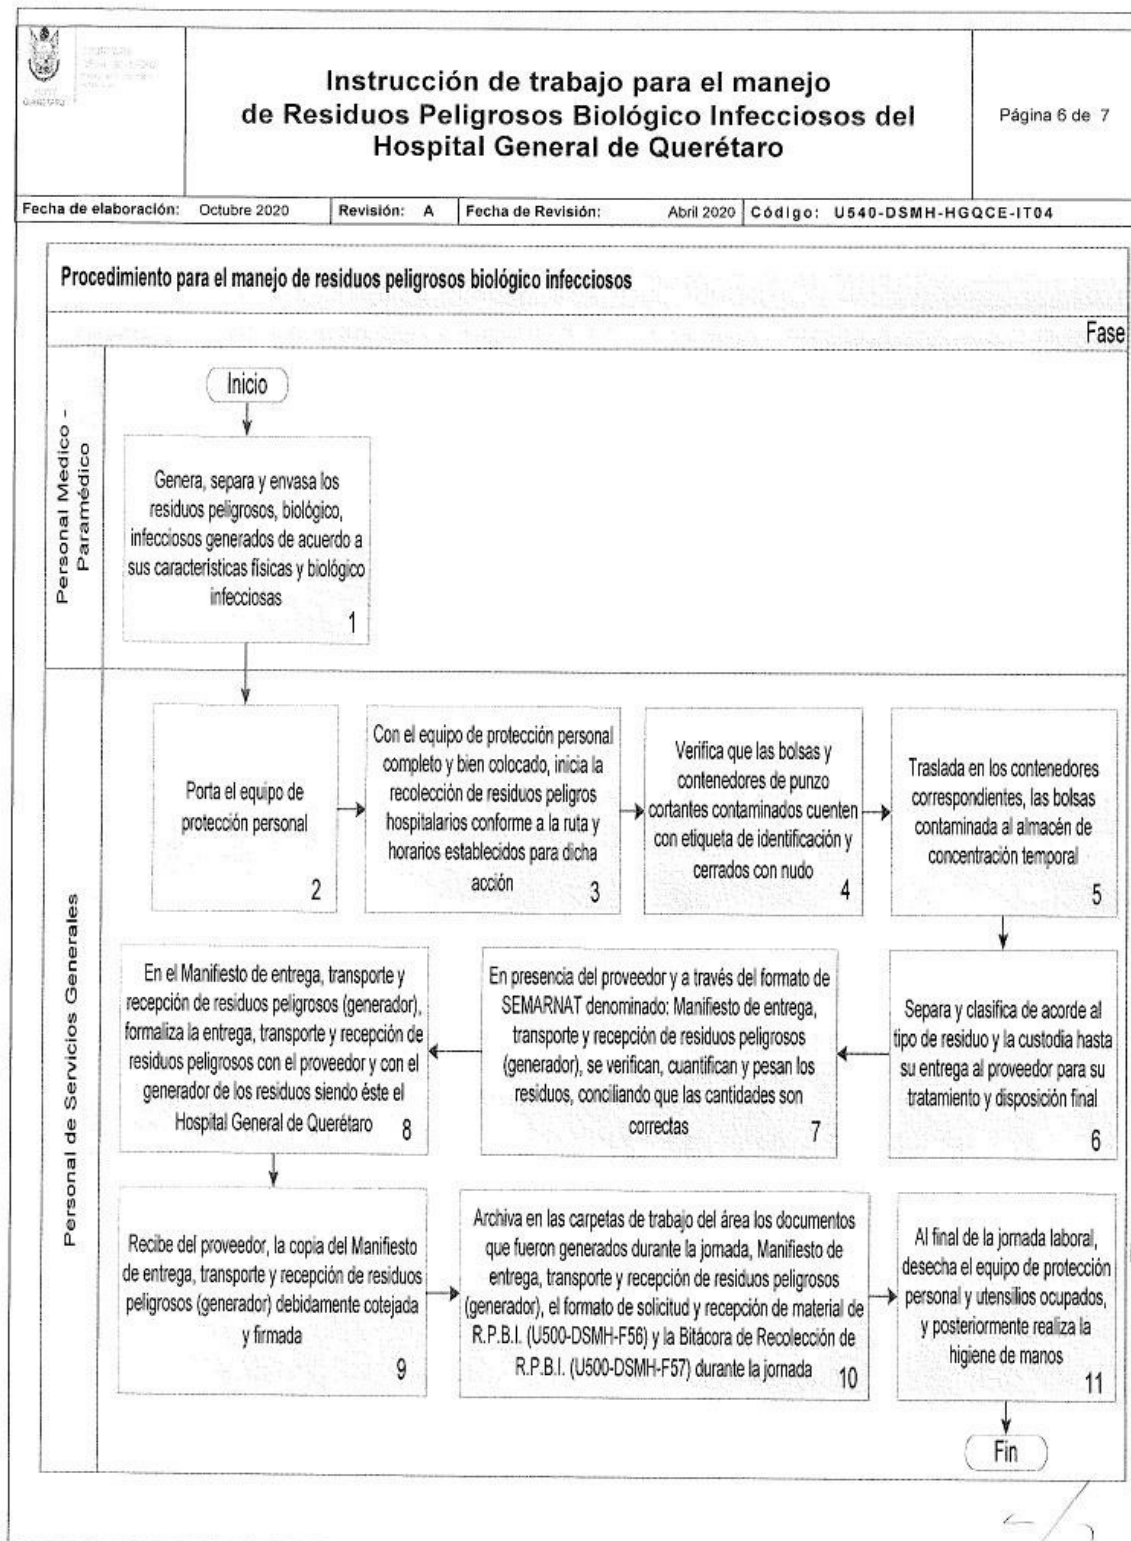 QUERÉTARO
Instrucción de trabajo para el manejo
de Residuos Peligrosos Biológico Infecciosos del
Hospital General de Querétaro
Página 6 de 7
Fecha de elaboración: Octubre 2020
Revisión: A
Fecha de Revisión: Abril 2020
Código: U540-DSMH-HGQCE-IT04
Procedimiento para el manejo de residuos peligrosos biológico infecciosos
Fase
Personal Medico -
Paramédico
Inicio
Genera, separa y envasa los
residuos peligrosos, biológico,
infecciosos generados de acuerdo a
sus características físicas y biológico
infecciosas
1
Personal de Servicios Generales
Porta el equipo de
protección personal
2
Con el equipo de protección personal
completo y bien colocado, inicia la
recolección de residuos peligros
hospitalarios conforme a la ruta y
horarios establecidos para dicha
acción
3
Verifica que las bolsas y
contenedores de punzo
cortantes contaminados cuenten
con etiqueta de identificación y
cerrados con nudo
4
Traslada en los contenedores
correspondientes, las bolsas
contaminada al almacén de
concentración temporal
5
Separa y clasifica de acorde al
tipo de residuo y la custodia hasta
su entrega al proveedor para su
tratamiento y disposición final
6
En presencia del proveedor y a través del formato de
SEMARNAT denominado: Manifiesto de entrega,
transporte y recepción de residuos peligrosos
(generador), se verifican, cuantifican y pesan los
residuos, conciliando que las cantidades son
correctas
7
En el Manifiesto de entrega, transporte y
recepción de residuos peligrosos (generador),
formaliza la entrega, transporte y recepción de
residuos peligrosos con el proveedor y con el
generador de los residuos siendo éste el
Hospital General de Querétaro
8
Recibe del proveedor, la copia del Manifiesto
de entrega, transporte y recepción de residuos
peligrosos (generador) debidamente cotejada
y firmada
9
Archiva en las carpetas de trabajo del área los documentos
que fueron generados durante la jornada, Manifiesto de
entrega, transporte y recepción de residuos peligrosos
(generador), el formato de solicitud y recepción de material de
R.P.B.I. (U500-DSMH-F56) y la Bitácora de Recolección de
R.P.B.I. (U500-DSMH-F57) durante la jornada
10
Al final de la jornada laboral,
desecha el equipo de protección
personal y utensilios ocupados,
y posteriormente realiza la
higiene de manos
11
Fin